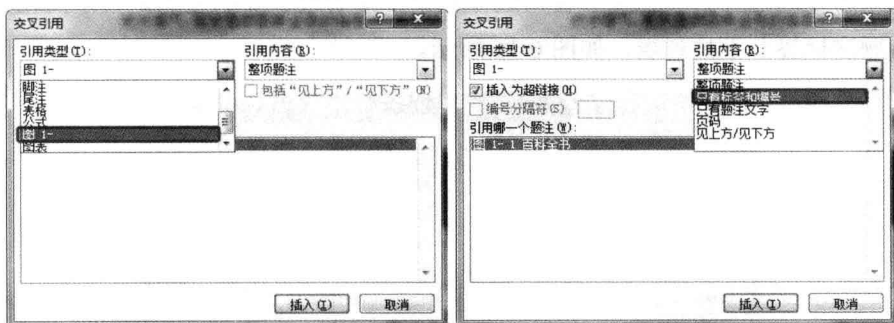 交叉引用
引用类型(T):
引用内容(R):
图 1-
整项题注
脚注
尾注
表格
公式
图 1-
图表
包括“见上方”/“见下方”(N)
插入(I)
取消
交叉引用
引用类型(T):
引用内容(R):
图 1-
整项题注
插入为超链接(H)
编号分隔符(S)
引用哪一个题注(W):
图 1- 1 百科全书
整项题注
只有标签和编号
只有题注文字
页码
见上方/见下方
插入(I)
取消